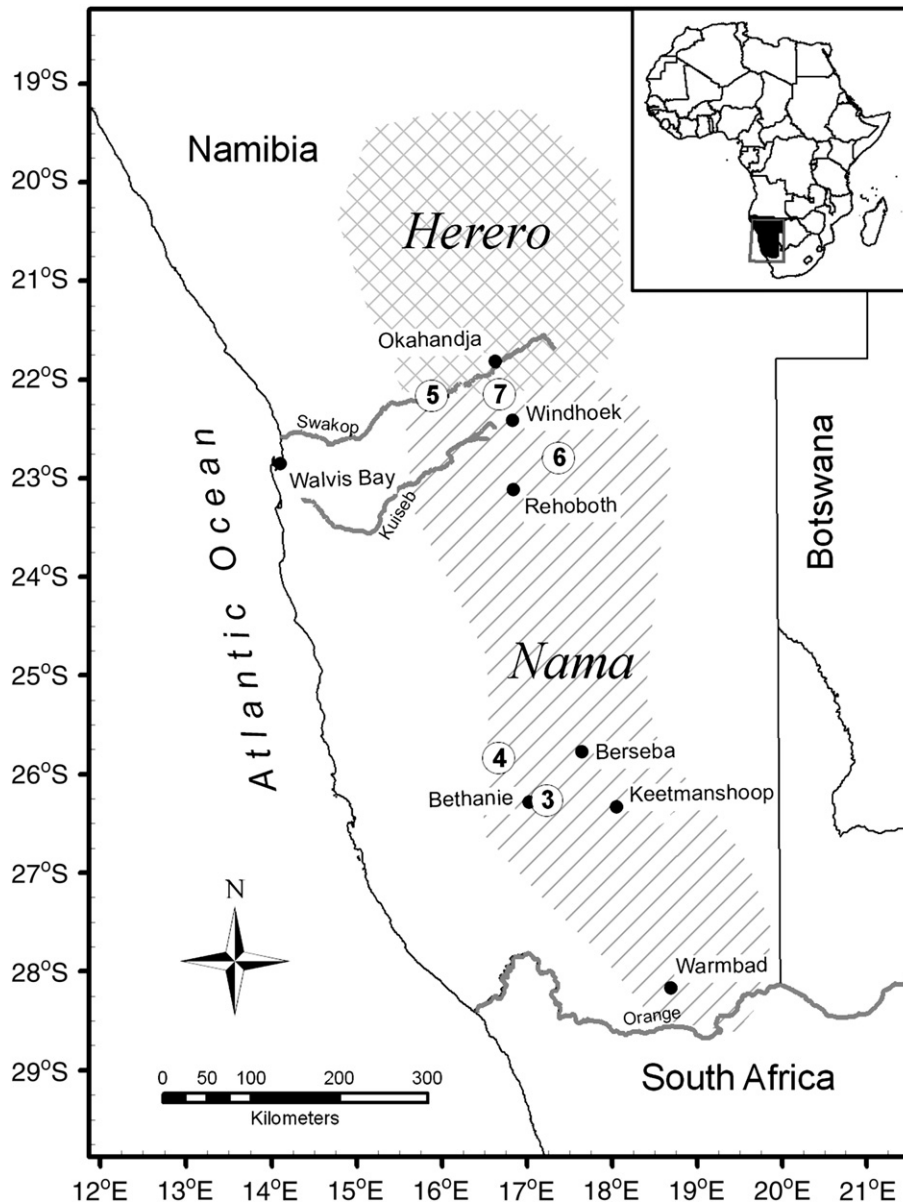 19°S
Namibia
20°S
Herero
21°S
Okahandja
22°S
5
7
Windhoek
Swakop
6
23°S
Walvis Bay
Rehoboth
Kuiseb
Botswana
24°S
Atlantic Ocean
25°S
Nama
4
Berseba
26°S
Bethanie
3
Keetmanshoop
27°S
N
28°S
Warmbad
Orange
29°S
South Africa
0 50 100 200 300
Kilometers
12°E 13°E 14°E 15°E 16°E 17°E 18°E 19°E 20°E 21°E